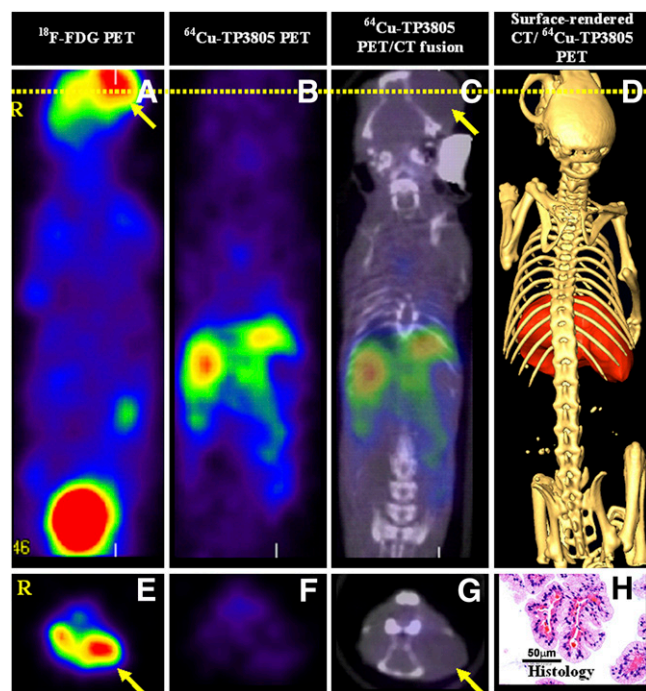 ¹⁸F-FDG PET
⁶⁴Cu-TP3805 PET
⁶⁴Cu-TP3805
PET/CT fusion
Surface-rendered
CT/ ⁶⁴Cu-TP3805
PET
A
B
C
D
R
46
R
E
F
G
H
50μm
Histology